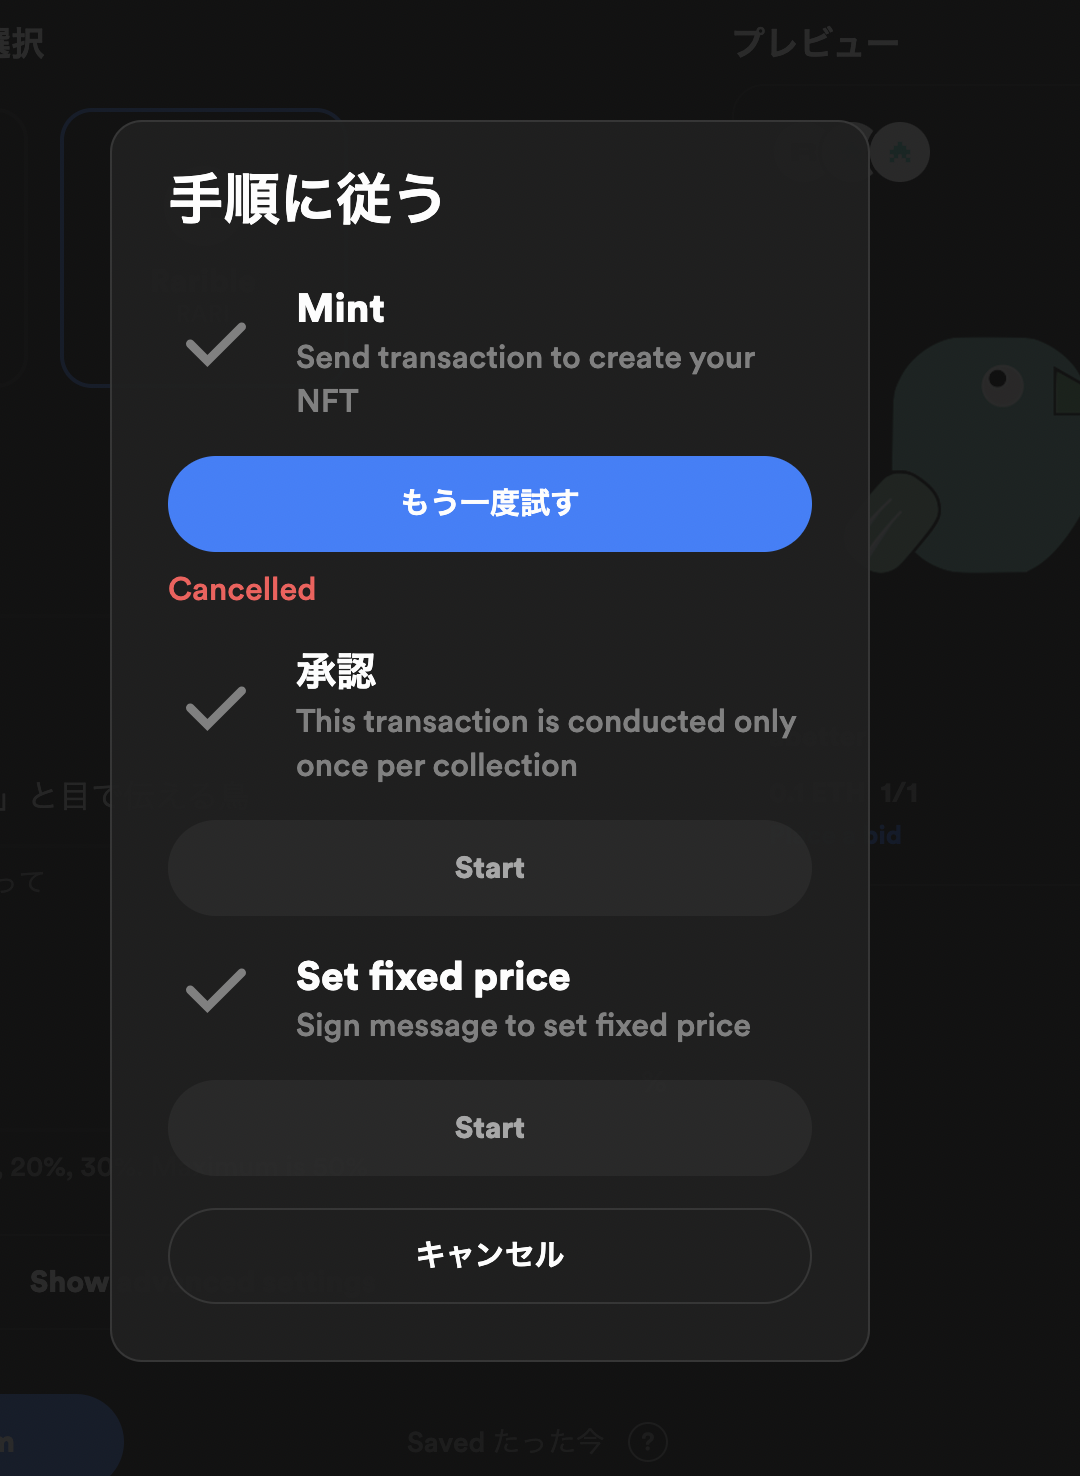 選択
プレビュー
手順に従う
Mint
Send transaction to create your
NFT
もう一度試す
Cancelled
承認
This transaction is conducted only
once per collection
」と目て
1/1
bid
Start
って
Set fixed price
Sign message to set fixed price
Start
, 20%, 30
キャンセル
Show
n
Saved たった今 ?